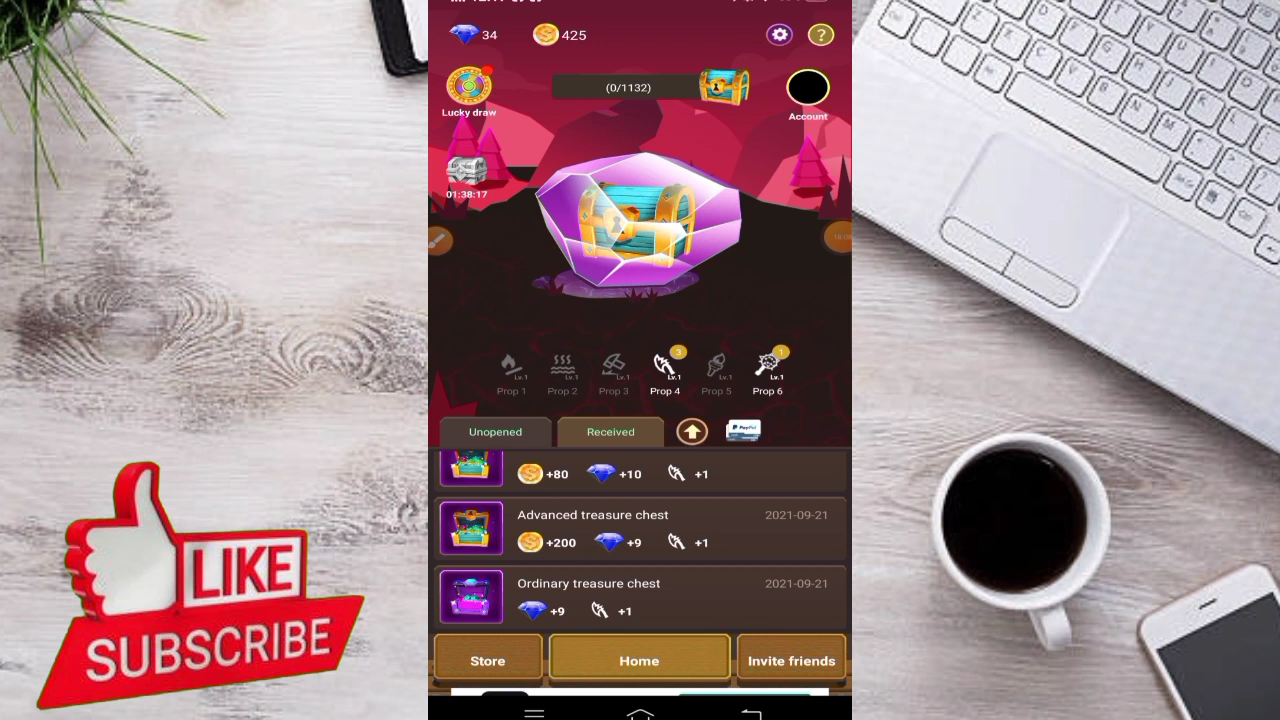 34
425
?
Lucky draw
(0/1132)
Account
01:38:17
Lv.1
Lv.1
Lv.1
3
Lv.1
Lv.1
1
Lv.1
Prop 1
Prop 2
Prop 3
Prop 4
Prop 5
Prop 6
Unopened
Received
PayPal
+80
+10
+1
Advanced treasure chest
2021-09-21
+200
+9
+1
Ordinary treasure chest
2021-09-21
+9
+1
Store
Home
Invite friends
LIKE
SUBSCRIBE